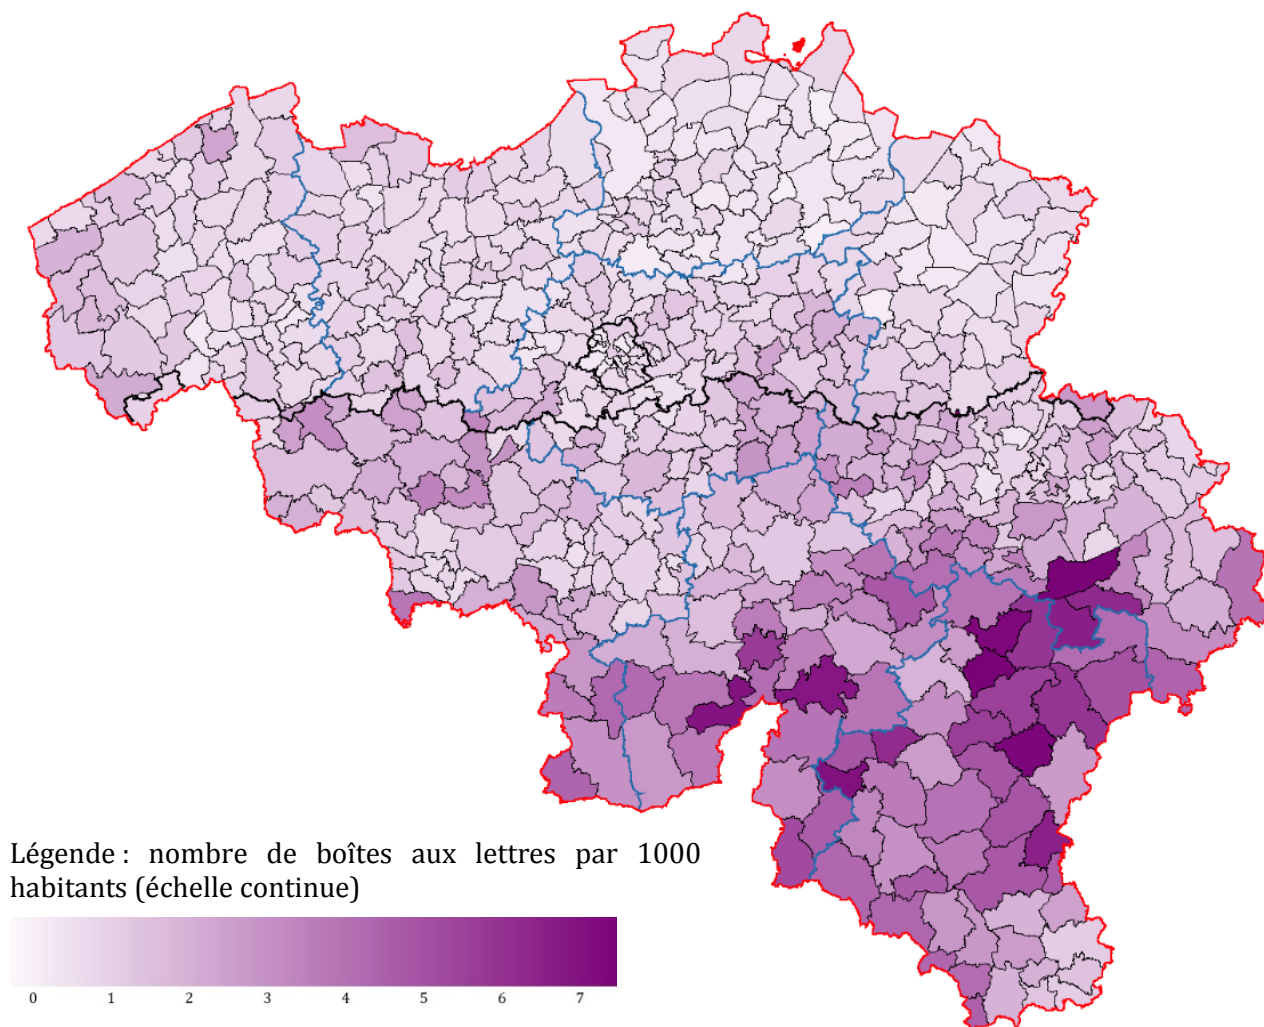 Légende : nombre de boîtes aux lettres par 1000
habitants (échelle continue)
0 1 2 3 4 5 6 7